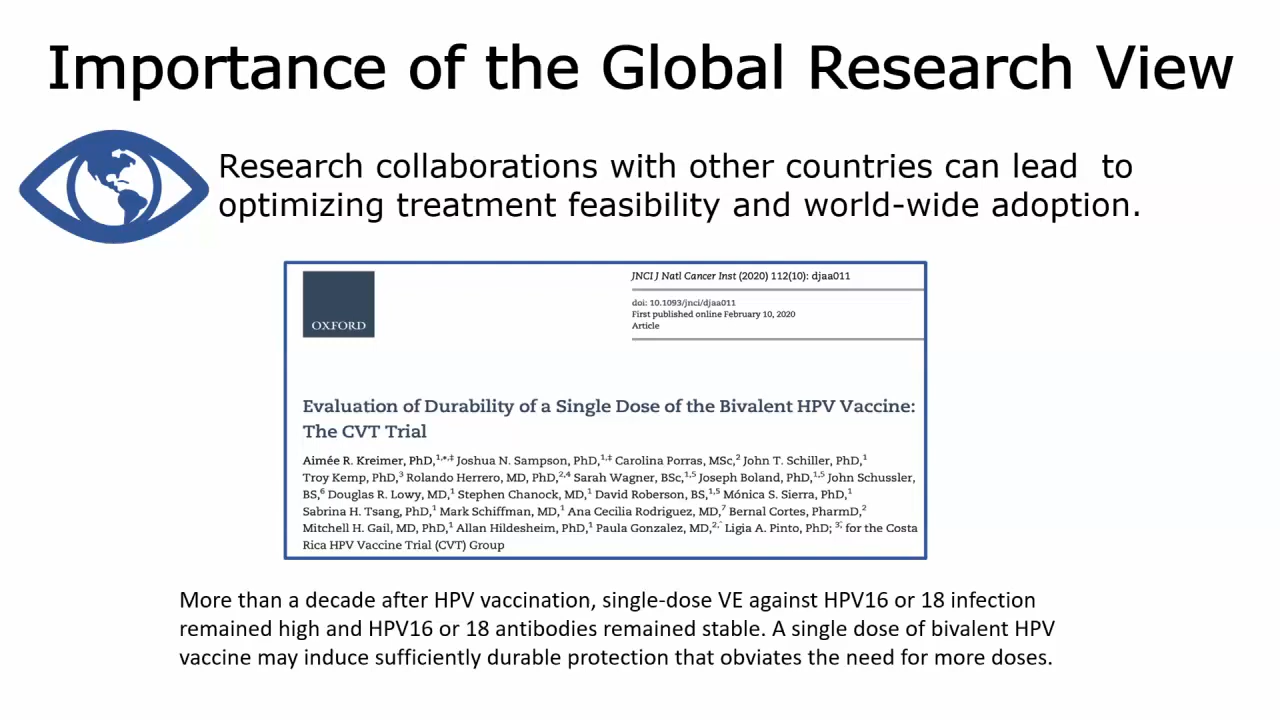 Importance of the Global Research View
Research collaborations with other countries can lead  to
optimizing treatment feasibility and world-wide adoption.
OXFORD
JNCI J Natl Cancer Inst (2020) 112(10): djaa011
doi: 10.1093/jnci/djaa011
First published online February 10, 2020
Article
Evaluation of Durability of a Single Dose of the Bivalent HPV Vaccine:
The CVT Trial
Aimée R. Kreimer, PhD,1,*,‡ Joshua N. Sampson, PhD,1,‡ Carolina Porras, MSc,2 John T. Schiller, PhD,1
Troy Kemp, PhD,3 Rolando Herrero, MD, PhD,2,4 Sarah Wagner, BSc,1,5 Joseph Boland, PhD,1,5 John Schussler,
BS,6 Douglas R. Lowy, MD,1 Stephen Chanock, MD,1 David Roberson, BS,1,5 Mónica S. Sierra, PhD,1
Sabrina H. Tsang, PhD,1 Mark Schiffman, MD,1 Ana Cecilia Rodriguez, MD,7 Bernal Cortes, PharmD,2
Mitchell H. Gail, MD, PhD,1 Allan Hildesheim, PhD,1 Paula Gonzalez, MD,2,^ Ligia A. Pinto, PhD; 3,^ for the Costa
Rica HPV Vaccine Trial (CVT) Group
More than a decade after HPV vaccination, single-dose VE against HPV16 or 18 infection
remained high and HPV16 or 18 antibodies remained stable. A single dose of bivalent HPV
vaccine may induce sufficiently durable protection that obviates the need for more doses.